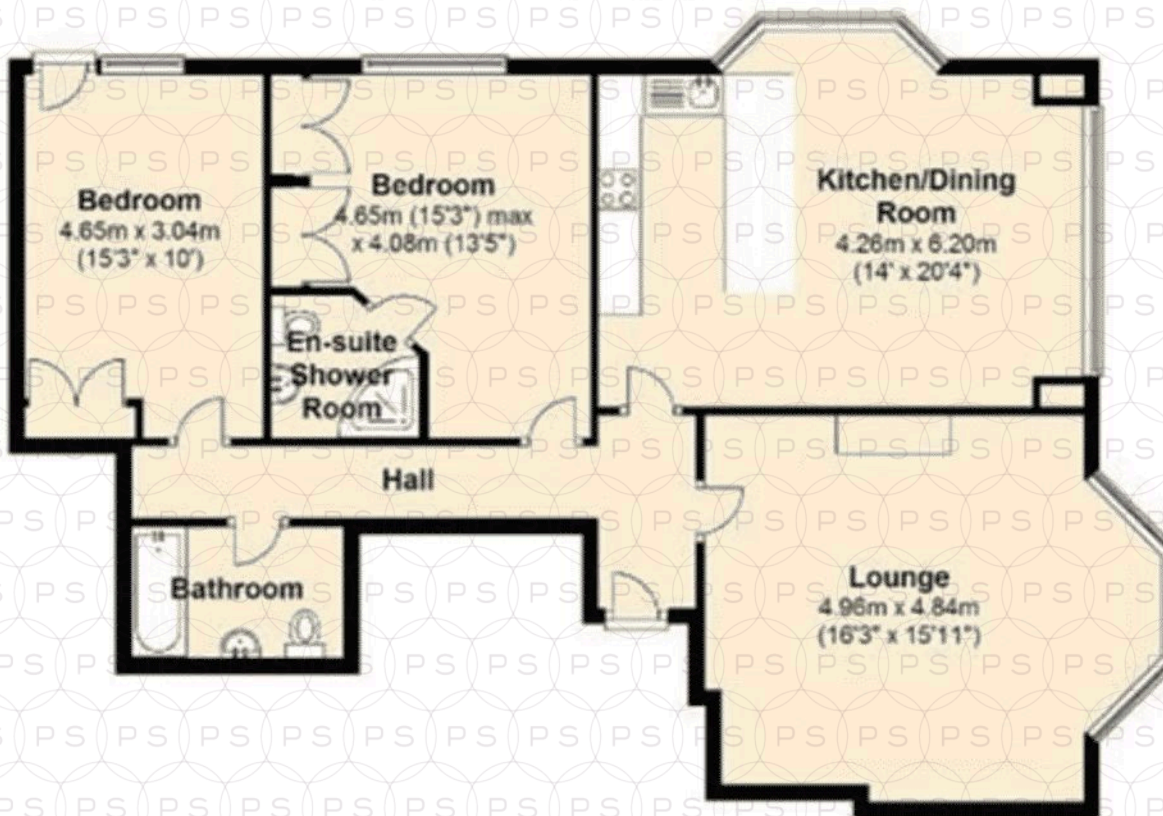 Bedroom
4.65m x 3.04m
(15'3" x 10')
Bedroom
4.65m (15'3") max
x 4.08m (13'5")
Kitchen/Dining
Room
4.26m x 6.20m
(14' x 20'4")
En-suite
Shower
Room
Hall
Bathroom
Lounge
4.96m x 4.84m
(16'3" x 15'11")
PS